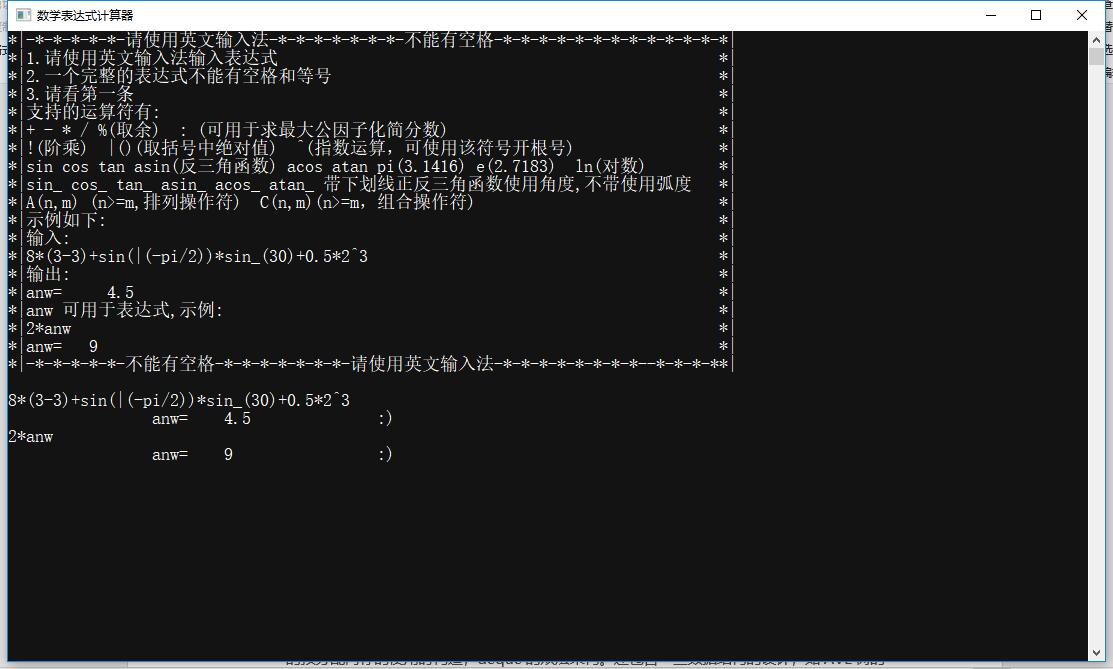 数学表达式计算器
*|-*-*-*-*-*-请使用英文输入法-*-*-*-*-*-*-*-不能有空格-*-*-*-*-*-*-*-*-*-*-*-*-*|
*|1.请使用英文输入法输入表达式 *|
*|2.一个完整的表达式不能有空格和等号 *|
*|3.请看第一条 *|
*|支持的运算符有: *|
*|+ - * / %(取余) : (可用于求最大公因子化简分数) *|
*|!(阶乘) |()(取括号中绝对值) ^(指数运算，可使用该符号开根号) *|
*|sin cos tan asin(反三角函数) acos atan pi(3.1416) e(2.7183) ln(对数) *|
*|sin_ cos_ tan_ asin_ acos_ atan_ 带下划线正反三角函数使用角度,不带使用弧度 *|
*|A(n,m) (n>=m,排列操作符) C(n,m)(n>=m，组合操作符) *|
*|示例如下: *|
*|输入: *|
*|8*(3-3)+sin(|(-pi/2))*sin_(30)+0.5*2^3 *|
*|输出: *|
*|anw= 4.5 *|
*|anw 可用于表达式,示例: *|
*|2*anw *|
*|anw= 9 *|
*|-*-*-*-*-*-不能有空格-*-*-*-*-*-*-*-请使用英文输入法-*-*-*-*-*-*-*-*--*-*-*-**|
8*(3-3)+sin(|(-pi/2))*sin_(30)+0.5*2^3
anw= 4.5 :)
2*anw
anw= 9 :)